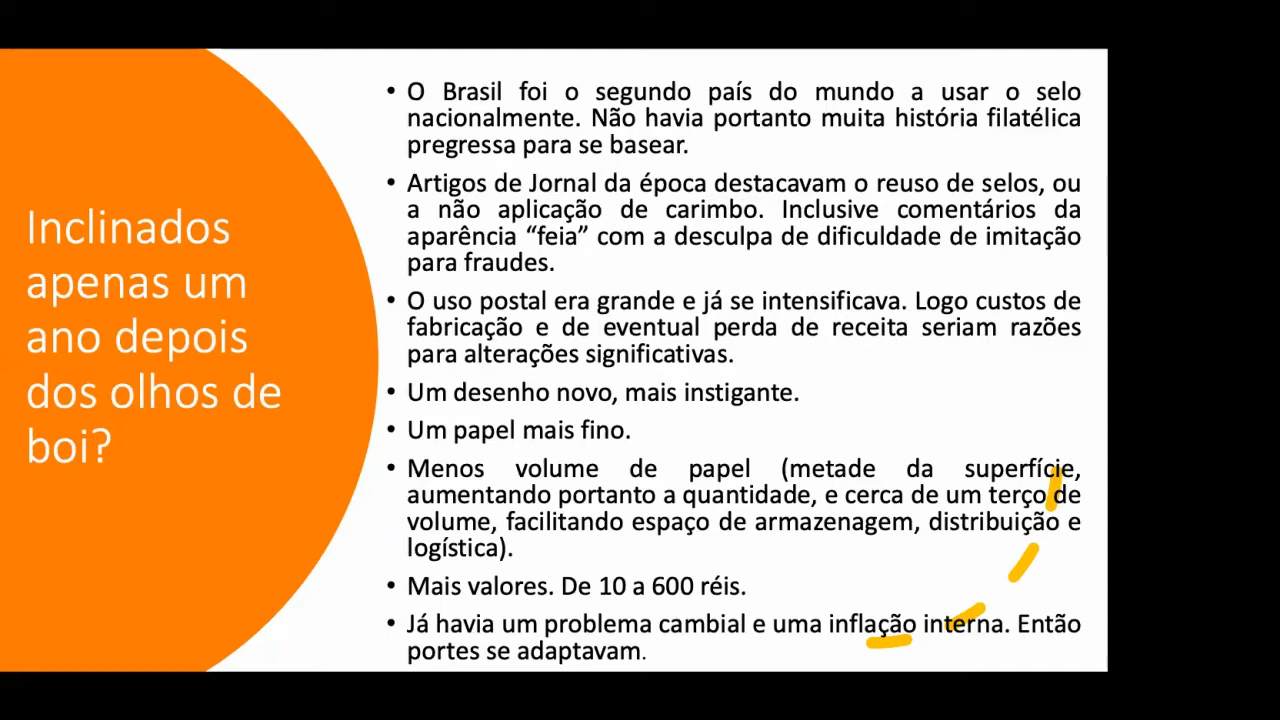 Inclinados
apenas um
ano depois
dos olhos de
boi?
• O Brasil foi o segundo país do mundo a usar o selo
nacionalmente. Não havia portanto muita história filatélica
pregressa para se basear.
• Artigos de Jornal da época destacavam o reuso de selos, ou
a não aplicação de carimbo. Inclusive comentários da
aparência “feia” com a desculpa de dificuldade de imitação
para fraudes.
• O uso postal era grande e já se intensificava. Logo custos de
fabricação e de eventual perda de receita seriam razões
para alterações significativas.
• Um desenho novo, mais instigante.
• Um papel mais fino.
• Menos volume de papel (metade da superfície,
aumentando portanto a quantidade, e cerca de um terço de
volume, facilitando espaço de armazenagem, distribuição e
logística).
• Mais valores. De 10 a 600 réis.
• Já havia um problema cambial e uma inflação interna. Então
portes se adaptavam.